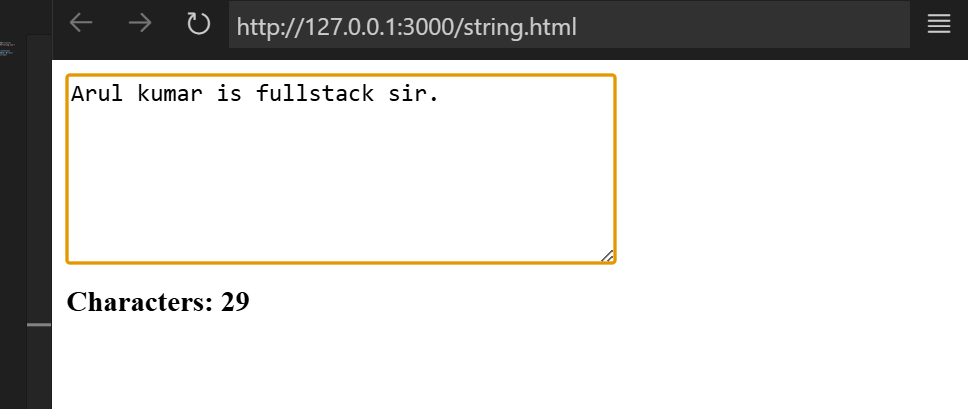 http://127.0.0.1:3000/string.html
Arul kumar is fullstack sir.
Characters: 29